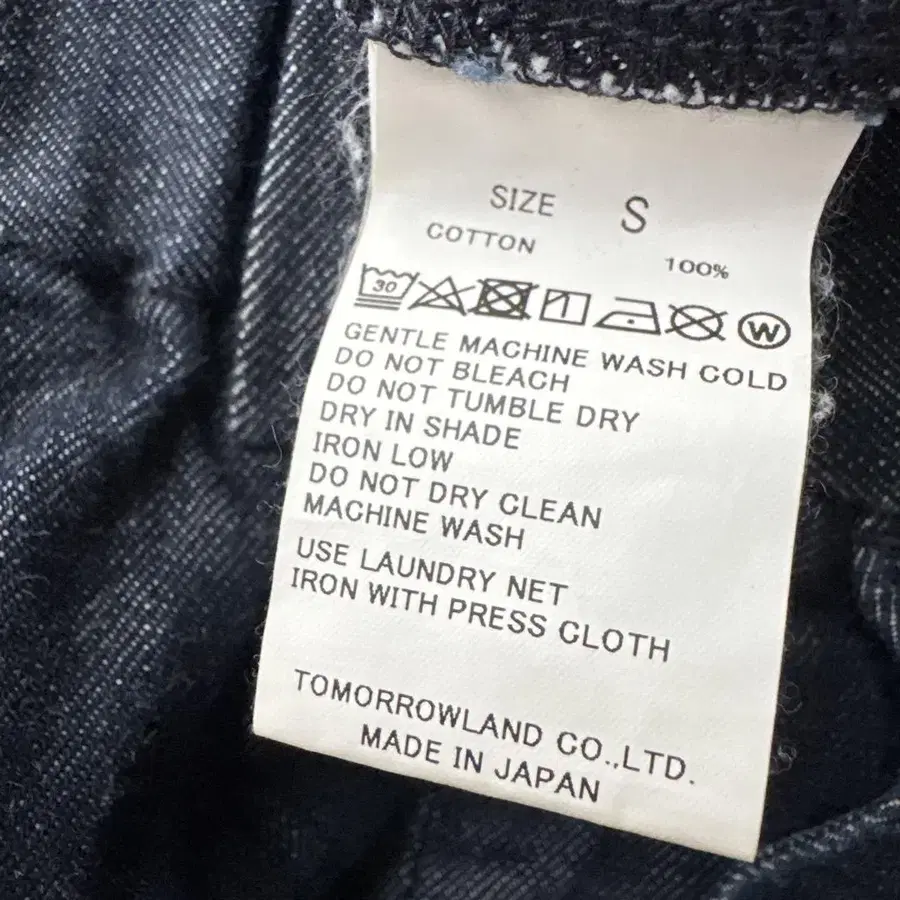 SIZE S
COTTON 100%
30 W
GENTLE MACHINE WASH COLD
DO NOT BLEACH
DO NOT TUMBLE DRY
DRY IN SHADE
IRON LOW
DO NOT DRY CLEAN
MACHINE WASH
USE LAUNDRY NET
IRON WITH PRESS CLOTH
TOMORROWLAND CO.,LTD.
MADE IN JAPAN